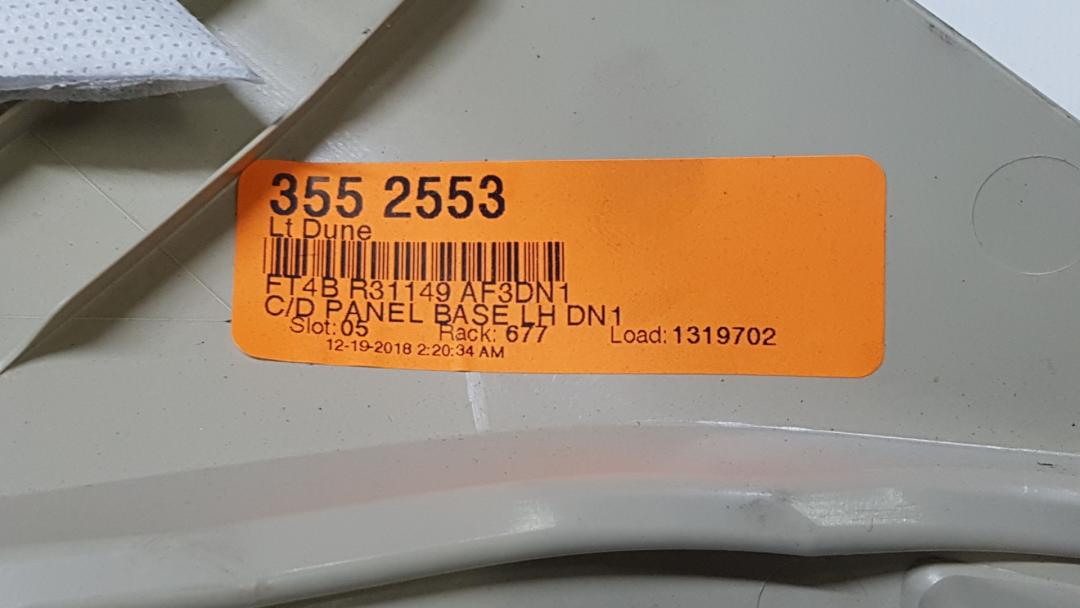 355 2553
Lt Dune
FT4B R31149 AF3DN1
C/D PANEL BASE LH DN1
Slot: 05 Rack: 677 Load: 1319702
12-19-2018 2:20:34 AM